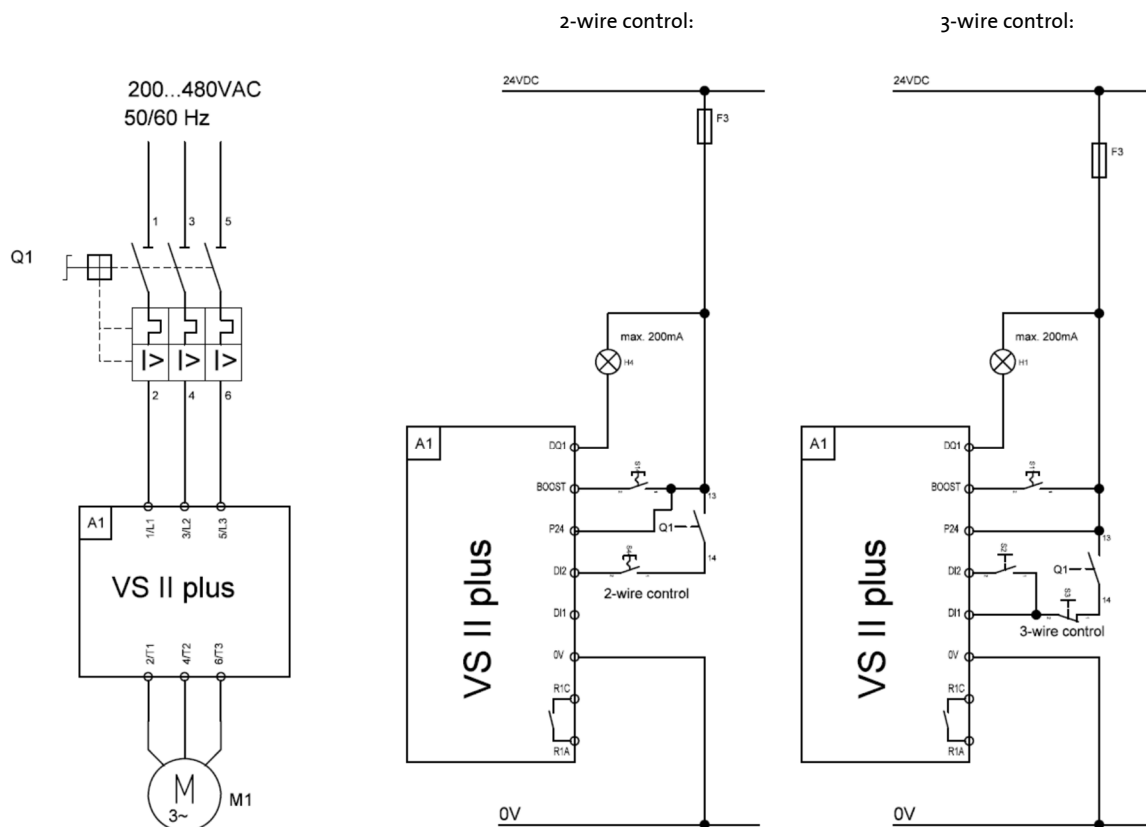 2-wire control:
3-wire control:
200...480VAC
50/60 Hz
1
3
5
Q1
I>
I>
I>
2
4
6
A1
1/L1
3/L2
5/L3
VS II plus
2/T1
4/T2
6/T3
M
3~
M1
24VDC
F3
max. 200mA
H4
A1
DQ1
BOOST
P24
DI2
DI1
0V
R1C
R1A
VS II plus
13
Q1
14
2-wire control
0V
24VDC
F3
max. 200mA
H1
A1
DQ1
BOOST
S1
P24
DI2
S2
DI1
0V
R1C
R1A
VS II plus
13
Q1
14
S3
3-wire control
0V